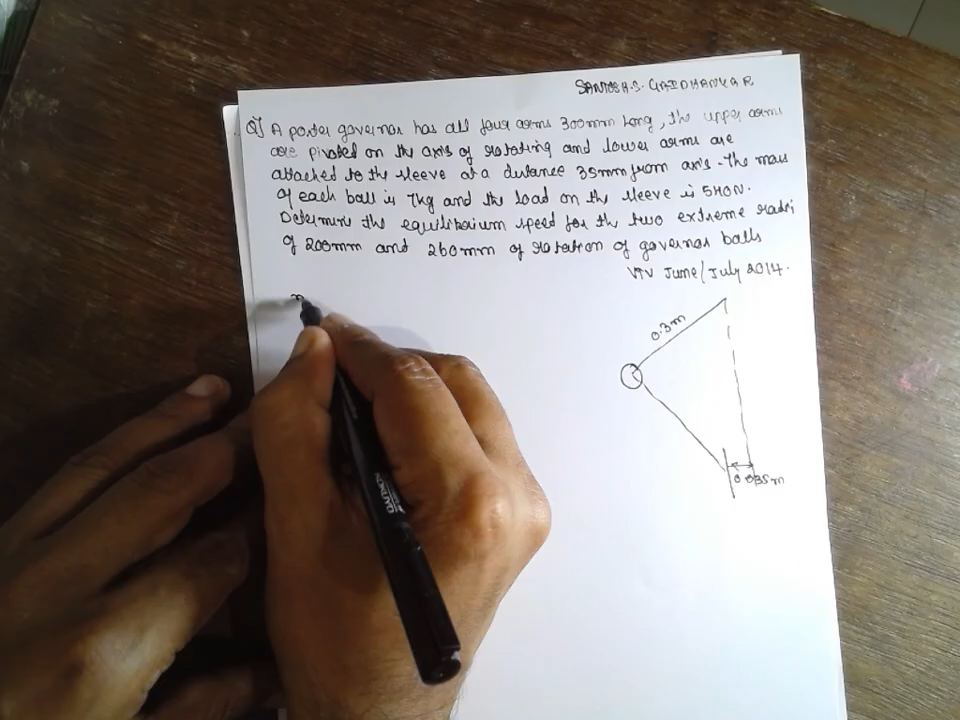 SANTOSH.S. GAIDHANKAR
Q] A porter governor has all four arms 300mm long, the upper arms
are pivoted on the axis of rotating and lower arms are
attached to the sleeve at a distance 35mm from axis. The mass
of each ball is 7kg and the load on the sleeve is 540N.
Determine the equilibrium speed for the two extreme radii
of 200mm and 260mm of rotation of governor balls
VTU June/July 2014.
0.3m
0.035m